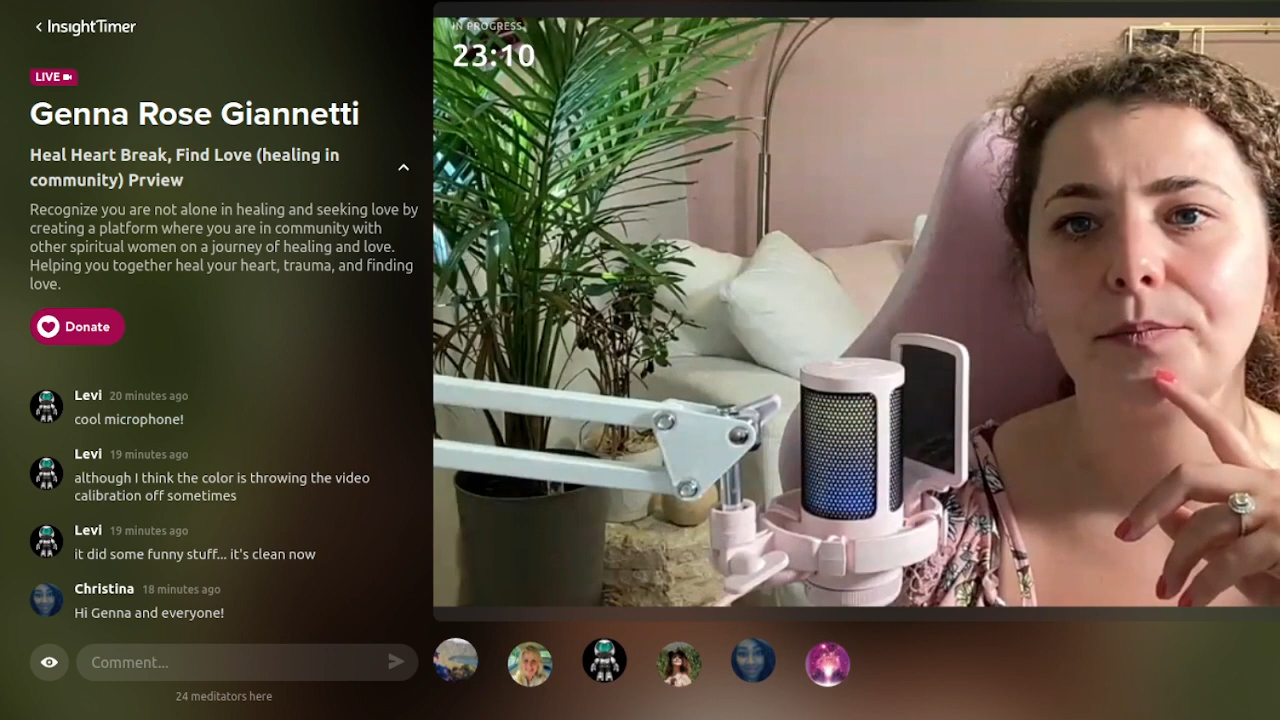 InsightTimer
LIVE
Genna Rose Giannetti
Heal Heart Break, Find Love (healing in
community) Prview
Recognize you are not alone in healing and seeking love by
creating a platform where you are in community with
other spiritual women on a journey of healing and love.
Helping you together heal your heart, trauma, and finding
love.
Donate
Levi 20 minutes ago
cool microphone!
Levi 19 minutes ago
although I think the color is throwing the video
calibration off sometimes
Levi 19 minutes ago
it did some funny stuff... it's clean now
Christina 18 minutes ago
Hi Genna and everyone!
Comment...
24 meditators here
IN PROGRESS
23:10